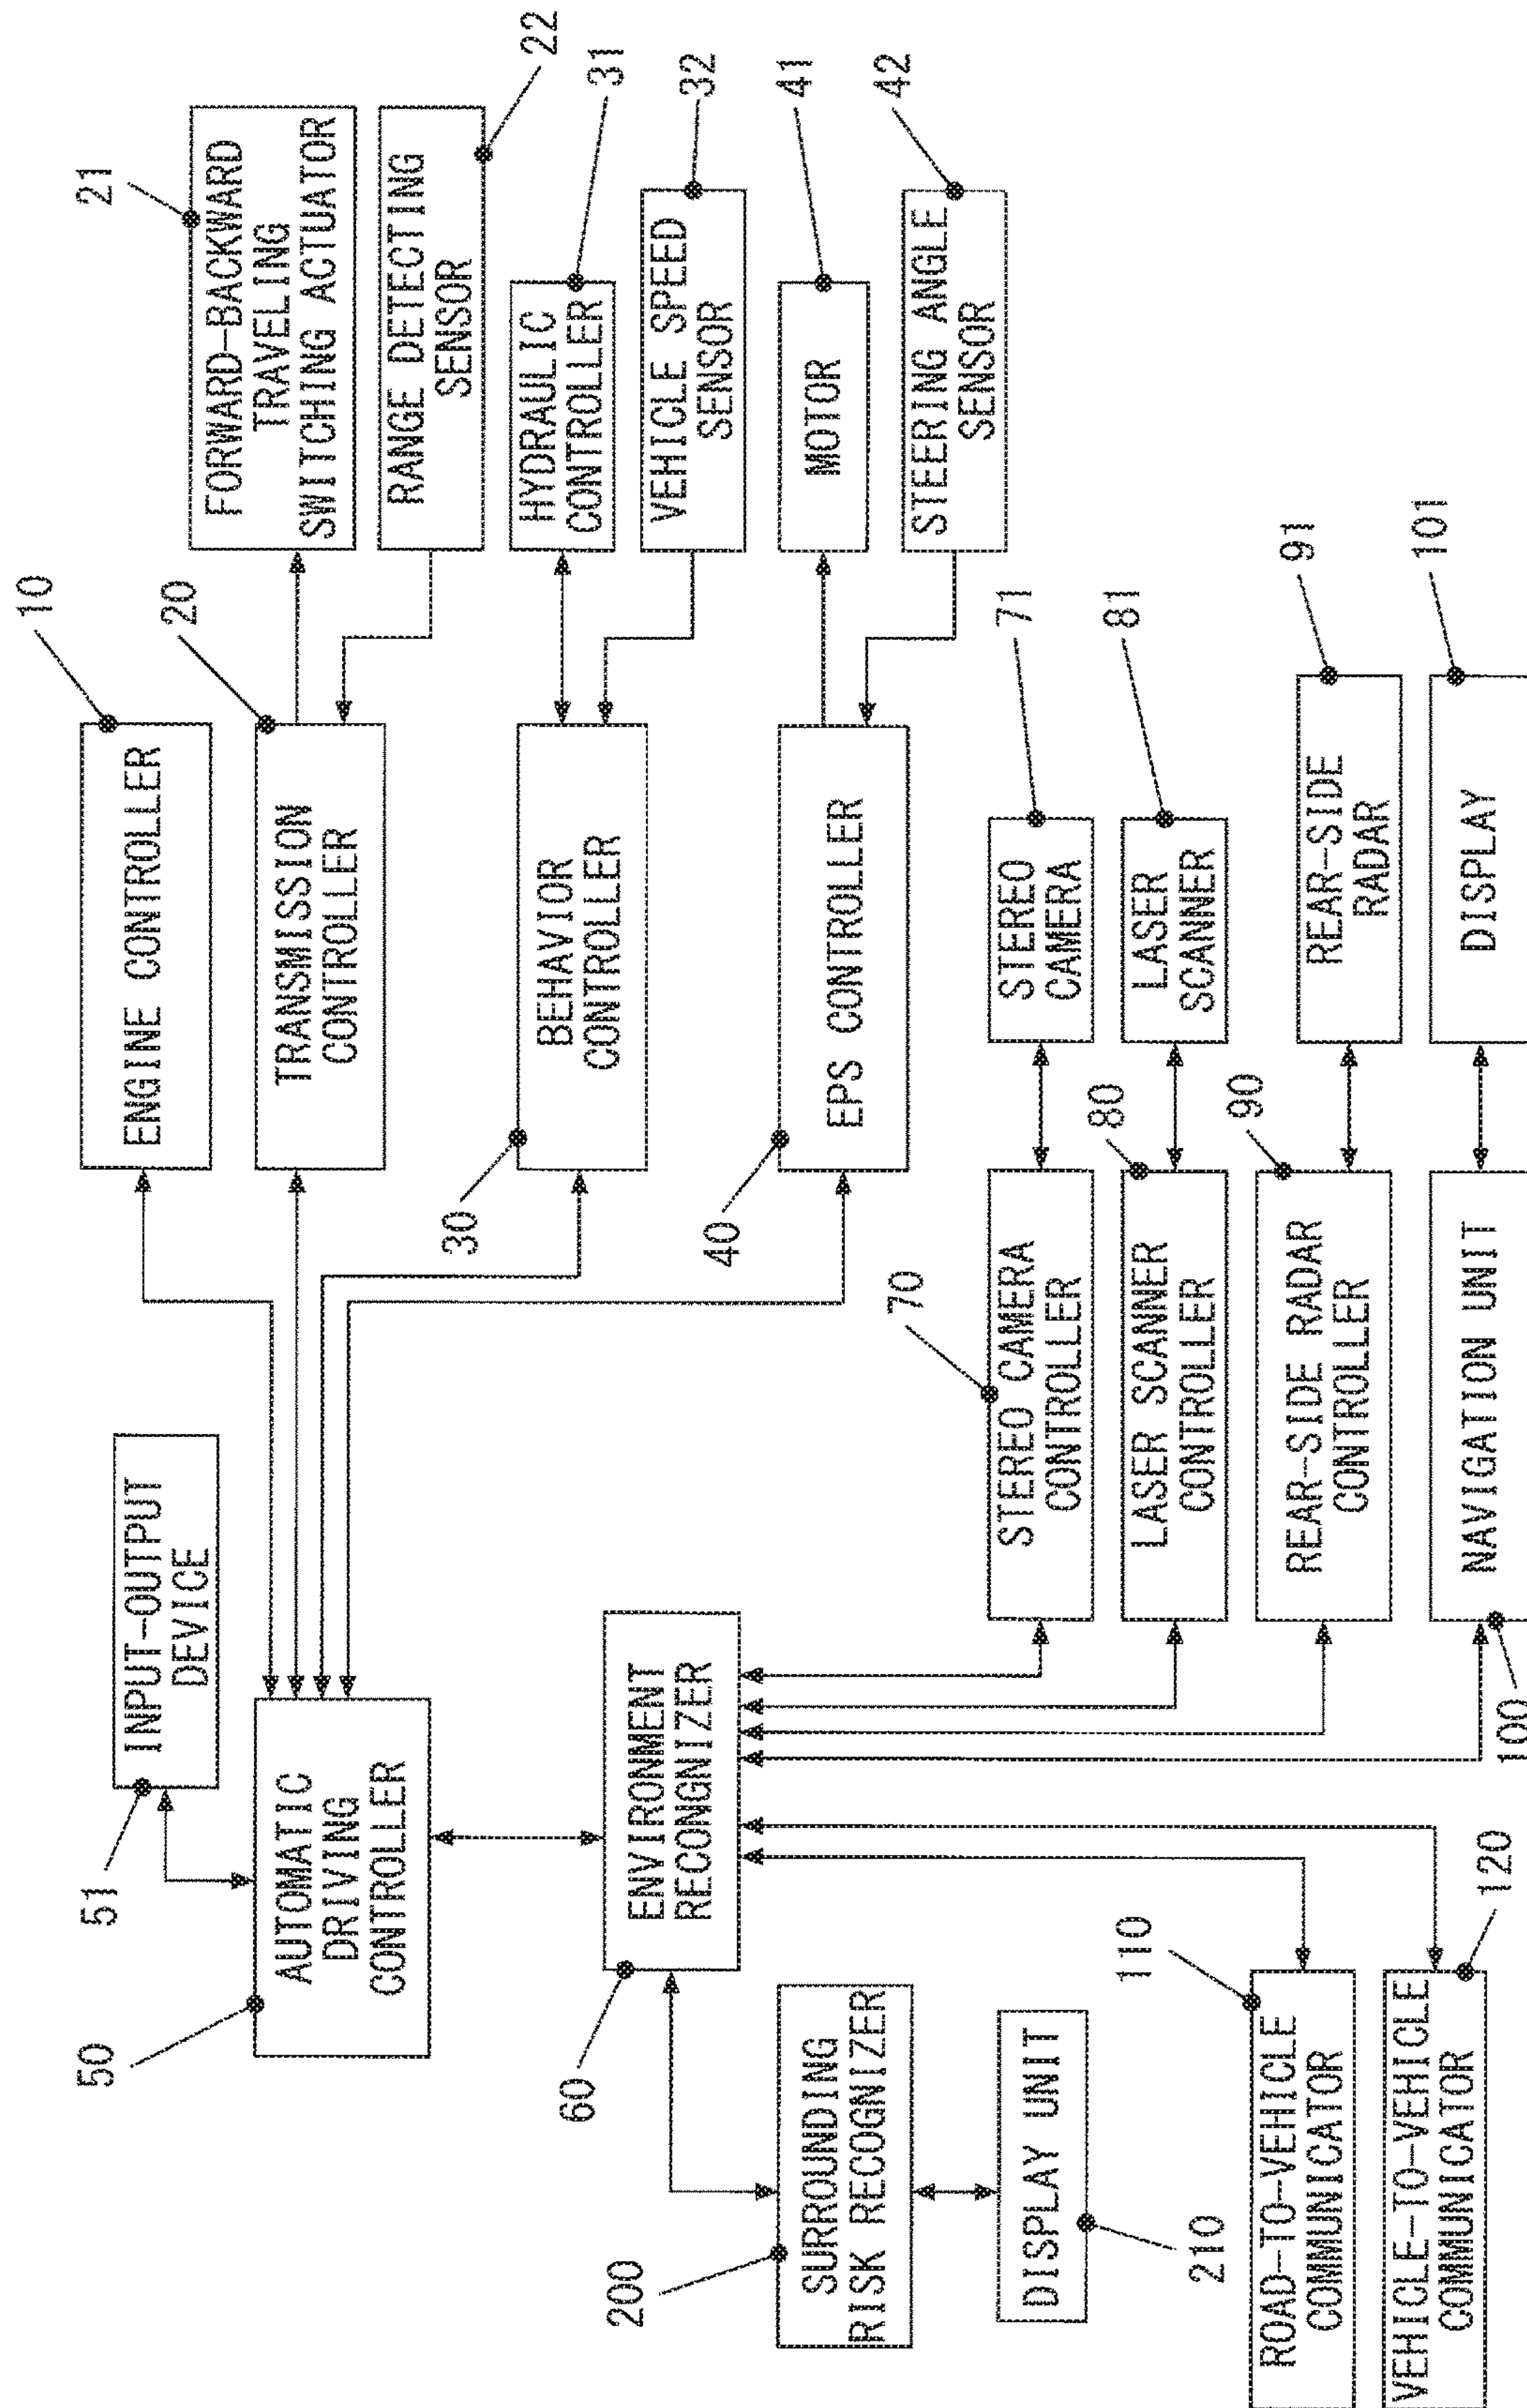 51
INPUT-OUTPUT
DEVICE
50
AUTOMATIC
DRIVING
CONTROLLER
10
ENGINE CONTROLLER
20
TRANSMISSION
CONTROLLER
21
FORWARD-BACKWARD
TRAVELING
SWITCHING ACTUATOR
22
RANGE DETECTING
SENSOR
30
BEHAVIOR
CONTROLLER
31
HYDRAULIC
CONTROLLER
32
VEHICLE SPEED
SENSOR
40
EPS CONTROLLER
41
MOTOR
42
STEERING ANGLE
SENSOR
60
ENVIRONMENT
RECONGNIZER
200
SURROUNDING
RISK RECOGNIZER
210
DISPLAY UNIT
70
STEREO CAMERA
CONTROLLER
71
STEREO
CAMERA
80
LASER SCANNER
CONTROLLER
81
LASER
SCANNER
90
REAR-SIDE RADAR
CONTROLLER
91
REAR-SIDE
RADAR
100
NAVIGATION UNIT
101
DISPLAY
110
ROAD-TO-VEHICLE
COMMUNICATOR
120
VEHICLE-TO-VEHICLE
COMMUNICATOR